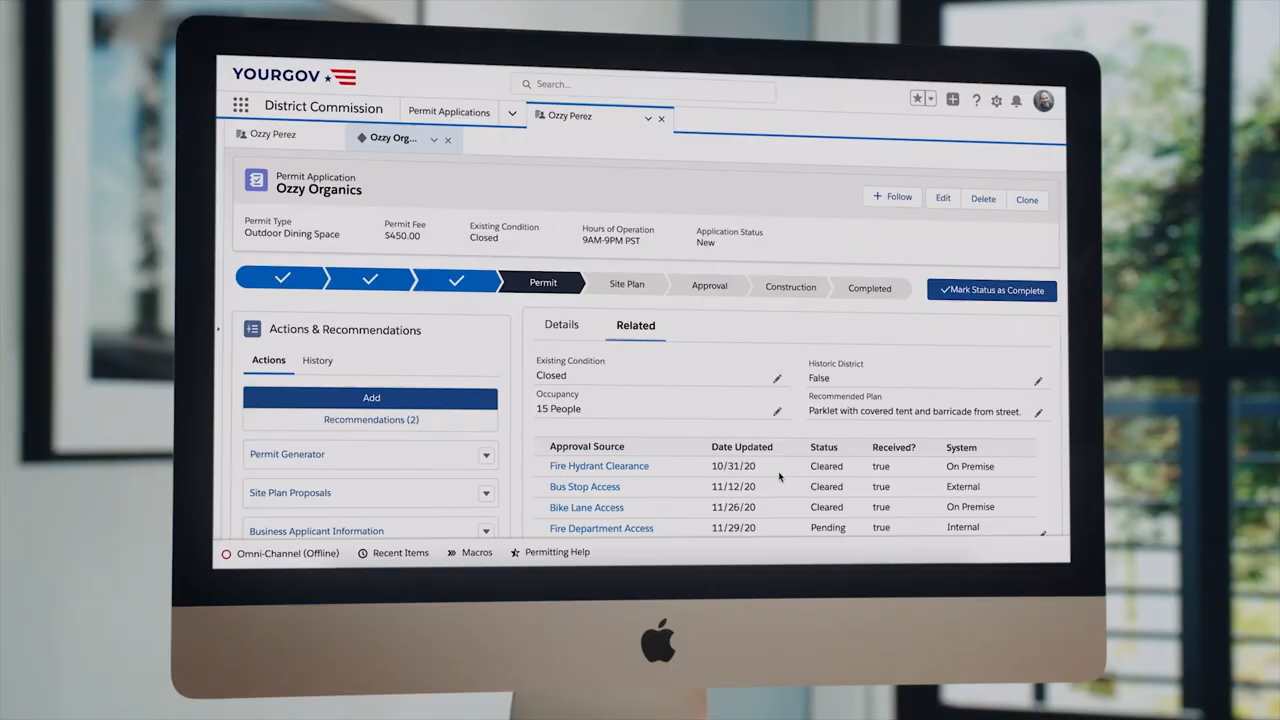 YOURGOV
Search...
District Commission
Permit Applications
Ozzy Perez
Ozzy Perez
Ozzy Org...
Permit Application
Ozzy Organics
+ Follow
Edit
Delete
Clone
Permit Type
Outdoor Dining Space
Permit Fee
$450.00
Existing Condition
Closed
Hours of Operation
9AM-9PM PST
Application Status
New
Permit
Site Plan
Approval
Construction
Completed
Mark Status as Complete
Actions & Recommendations
Actions
History
Add
Recommendations (2)
Permit Generator
Site Plan Proposals
Business Applicant Information
Details
Related
Existing Condition
Closed
Historic District
False
Occupancy
15 People
Recommended Plan
Parklet with covered tent and barricade from street.
Approval Source Date Updated Status Received? System
Fire Hydrant Clearance 10/31/20 Cleared true On Premise
Bus Stop Access 11/12/20 Cleared true External
Bike Lane Access 11/26/20 Cleared true On Premise
Fire Department Access 11/29/20 Pending true Internal
Omni-Channel (Offline)
Recent Items
Macros
Permitting Help